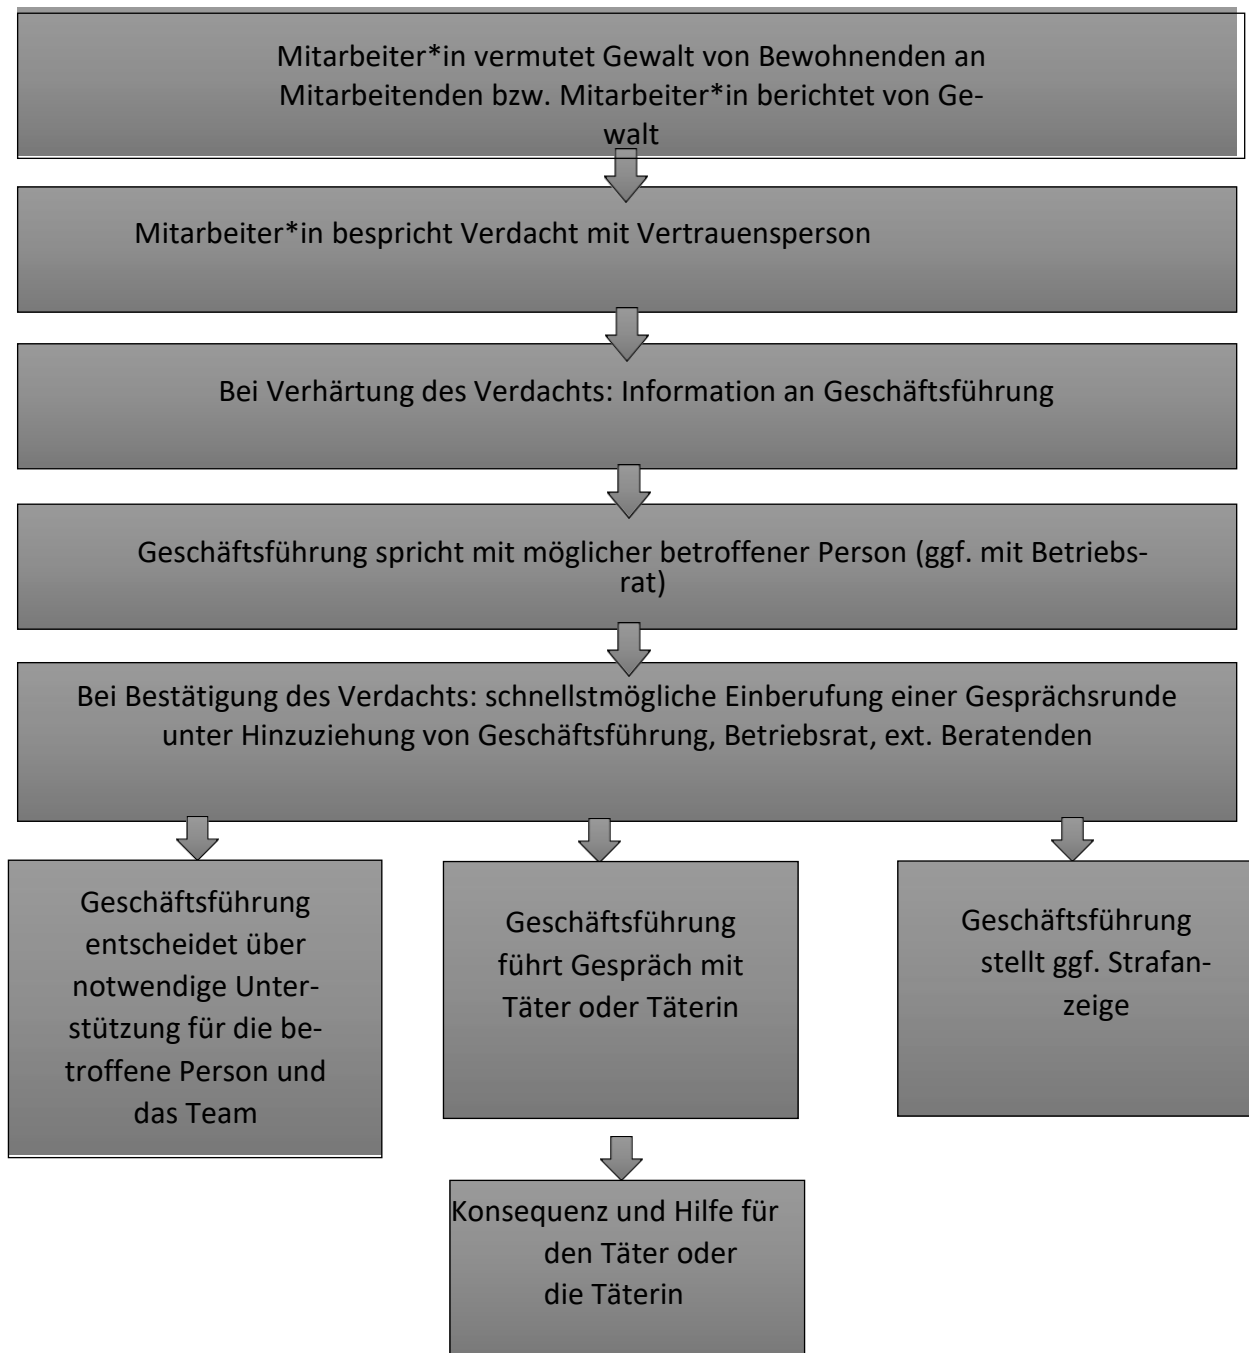 Mitarbeiter*in vermutet Gewalt von Bewohnenden an
Mitarbeitenden bzw. Mitarbeiter*in berichtet von Ge-
walt
Mitarbeiter*in bespricht Verdacht mit Vertrauensperson
Bei Verhärtung des Verdachts: Information an Geschäftsführung
Geschäftsführung spricht mit möglicher betroffener Person (ggf. mit Betriebs-
rat)
Bei Bestätigung des Verdachts: schnellstmögliche Einberufung einer Gesprächsrunde
unter Hinzuziehung von Geschäftsführung, Betriebsrat, ext. Beratenden
Geschäftsführung
entscheidet über
notwendige Unter-
stützung für die be-
troffene Person und
das Team
Geschäftsführung
führt Gespräch mit
Täter oder Täterin
Geschäftsführung
stellt ggf. Strafan-
zeige
Konsequenz und Hilfe für
den Täter oder
die Täterin